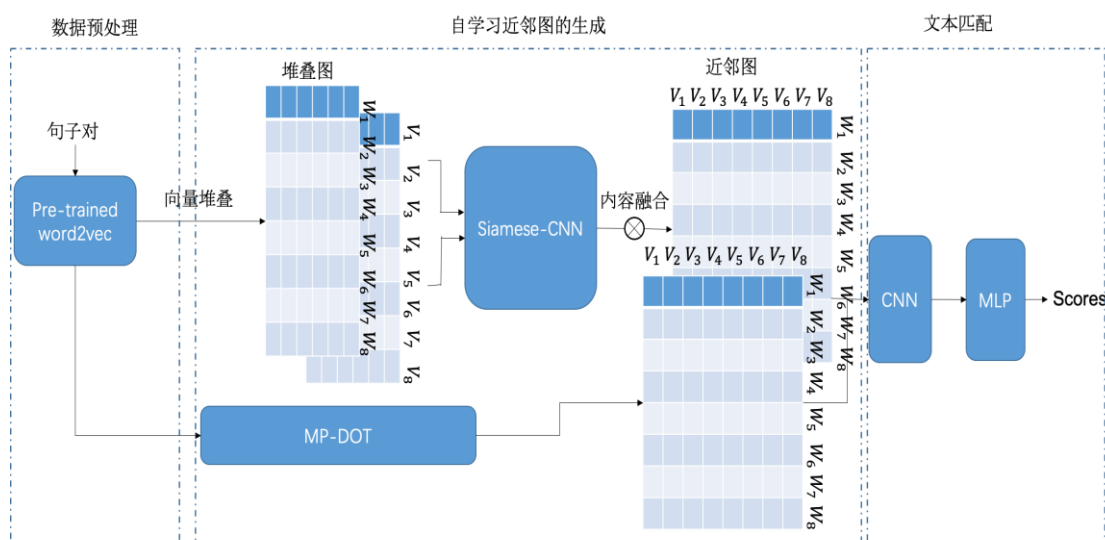 数据预处理
自学习近邻图的生成
文本匹配
句子对
Pre-trained
word2vec
向量堆叠
堆叠图
W₁
W₂
W₃
W₄
W₅
W₆
W₇
W₈
V₁
V₂
V₃
V₄
V₅
V₆
V₇
V₈
Siamese-CNN
内容融合
近邻图
V₁ V₂ V₃ V₄ V₅ V₆ V₇ V₈
W₁
W₂
W₃
W₄
W₅
W₆
W₇
W₈
V₁ V₂ V₃ V₄ V₅ V₆ V₇ V₈
W₁
W₂
W₃
W₄
W₅
W₆
W₇
W₈
MP-DOT
CNN
MLP
Scores